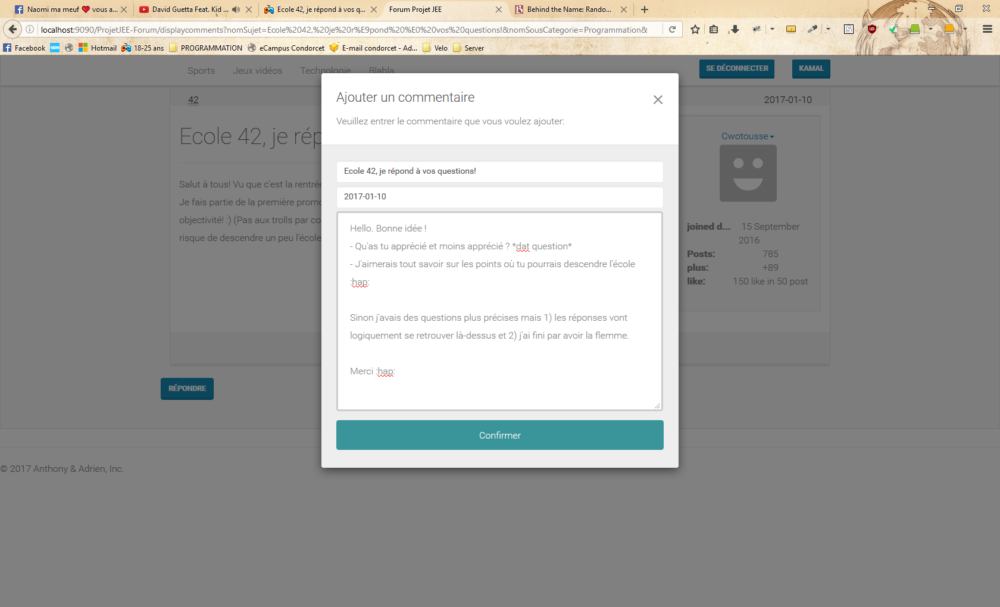 Naomi ma meuf ❤ vous a...
David Guetta Feat. Kid ...
Ecole 42, je répond à vos q...
Forum Projet JEE
Behind the Name: Rando...
localhost:9090/ProjetJEE-Forum/displaycomments?nomSujet=Ecole%2042,%20je%20r%E9pond%20%E0%20vos%20questions!&nomSousCategorie=Programmation&
Facebook
Hotmail
18-25 ans
PROGRAMMATION
eCampus Condorcet
E-mail condorcet - Ad...
Velo
Server
Sports
Jeux vidéos
Technologie
Blabla
SE DÉCONNECTER
KAMAL
42
2017-01-10
Ecole 42, je rép
Salut à tous! Vu que c'est la rentrée
Je fais partie de la première promo
objectivité! :) (Pas aux trolls par co
risque de descendre un peu l'école
Cwotousse
joined d... 15 September
2016
Posts: 785
plus: +89
like: 150 like in 50 post
RÉPONDRE
Ajouter un commentaire
Veuillez entrer le commentaire que vous voulez ajouter:
Ecole 42, je répond à vos questions!
2017-01-10
Hello. Bonne idée !
- Qu'as tu apprécié et moins apprécié ? *dat question*
- J'aimerais tout savoir sur les points où tu pourrais descendre l'école
:hap:
Sinon j'avais des questions plus précises mais 1) les réponses vont
logiquement se retrouver là-dessus et 2) j'ai fini par avoir la flemme.
Merci :hap:
Confirmer
© 2017 Anthony & Adrien, Inc.